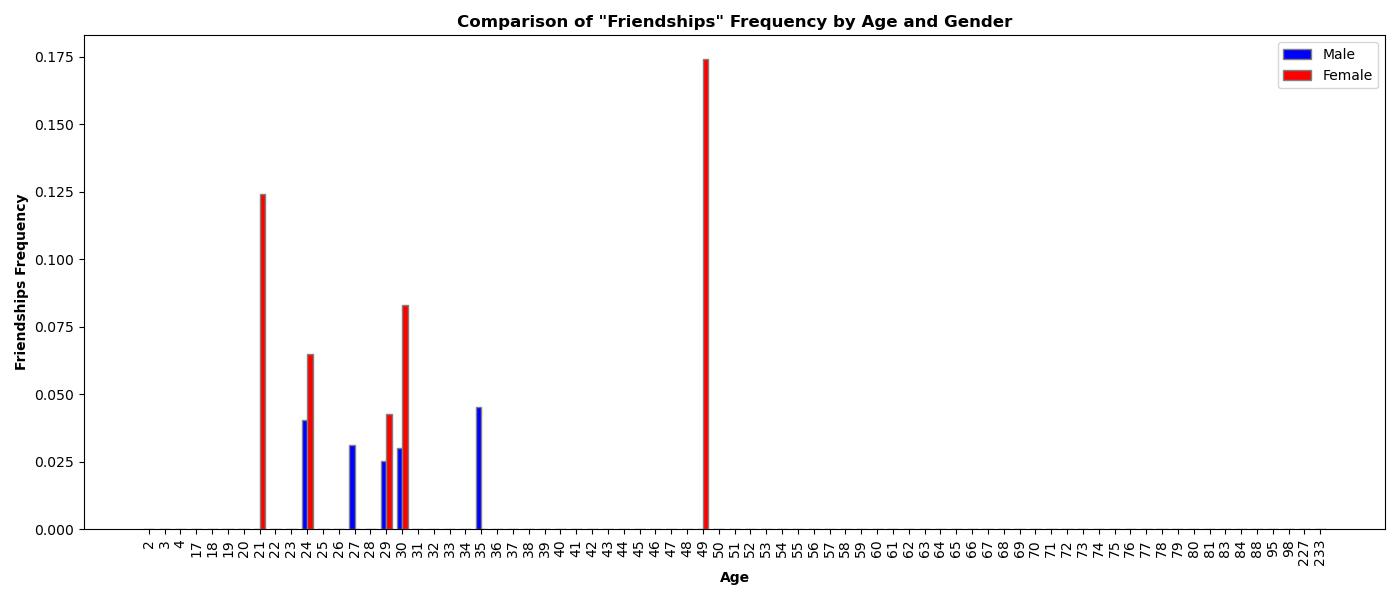 Comparison of "Friendships" Frequency by Age and Gender
Male
Female
Friendships Frequency
0.175
0.150
0.125
0.100
0.075
0.050
0.025
0.000
2 3 4 17 18 19 20 21 22 23 24 25 26 27 28 29 30 31 32 33 34 35 36 37 38 39 40 41 42 43 44 45 46 47 48 49 50 51 52 53 54 55 56 57 58 59 60 61 62 63 64 65 66 67 68 69 70 71 72 73 74 75 76 77 78 79 80 81 83 84 88 95 98 227 233
Age